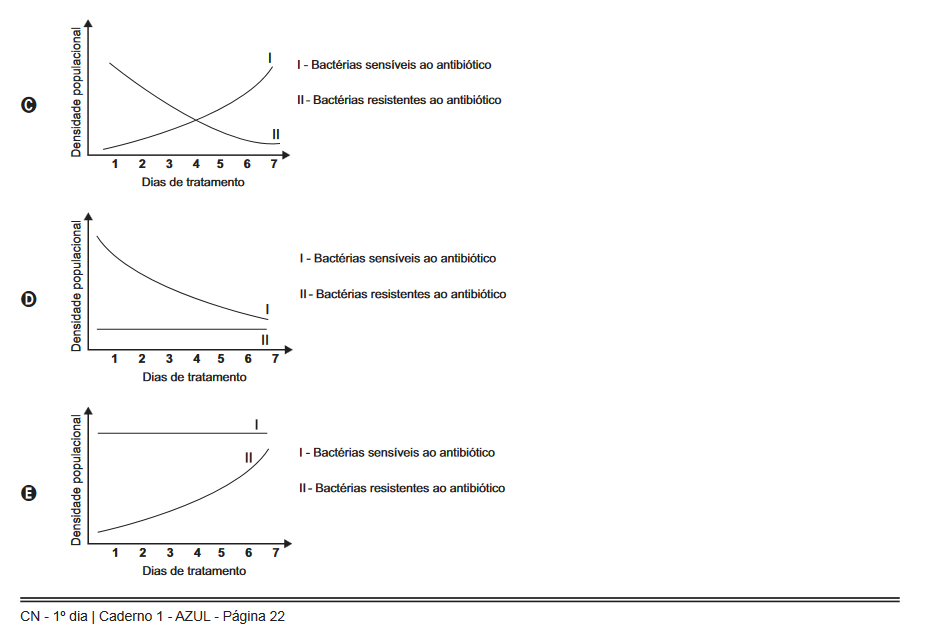 C
Densidade populacional
I
II
1 2 3 4 5 6 7
Dias de tratamento
I - Bactérias sensíveis ao antibiótico
II - Bactérias resistentes ao antibiótico
D
Densidade populacional
I
II
1 2 3 4 5 6 7
Dias de tratamento
I - Bactérias sensíveis ao antibiótico
II - Bactérias resistentes ao antibiótico
E
Densidade populacional
I
II
1 2 3 4 5 6 7
Dias de tratamento
I - Bactérias sensíveis ao antibiótico
II - Bactérias resistentes ao antibiótico
CN - 1º dia | Caderno 1 - AZUL - Página 22